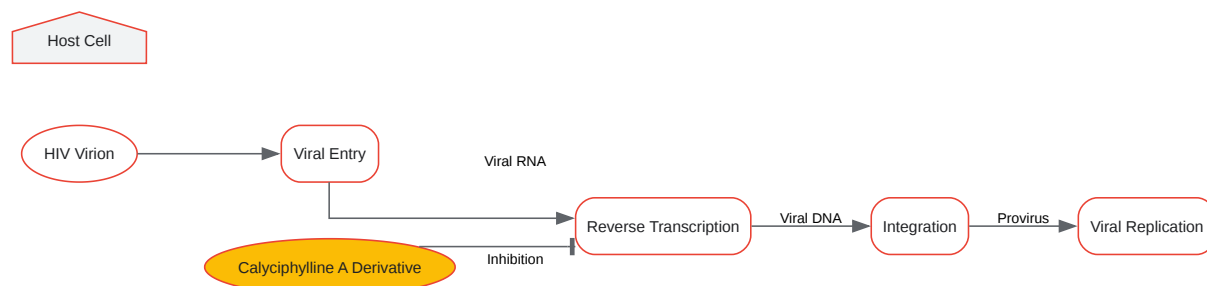 Host Cell
HIV Virion
Viral Entry
Viral RNA
Reverse Transcription
Viral DNA
Integration
Provirus
Viral Replication
Calyciphylline A Derivative
Inhibition